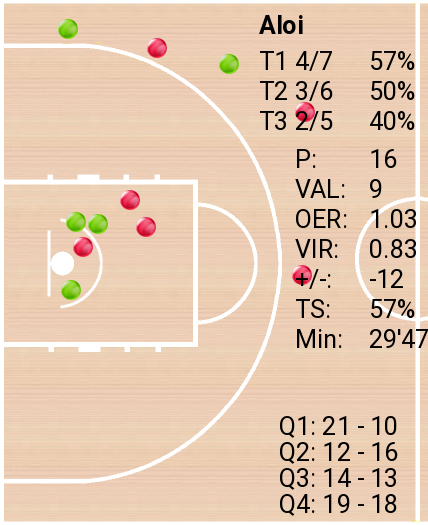 Aloi
T1 4/7 57%
T2 3/6 50%
T3 2/5 40%
P: 16
VAL: 9
OER: 1.03
VIR: 0.83
+/-: -12
TS: 57%
Min: 29'47
Q1: 21 - 10
Q2: 12 - 16
Q3: 14 - 13
Q4: 19 - 18